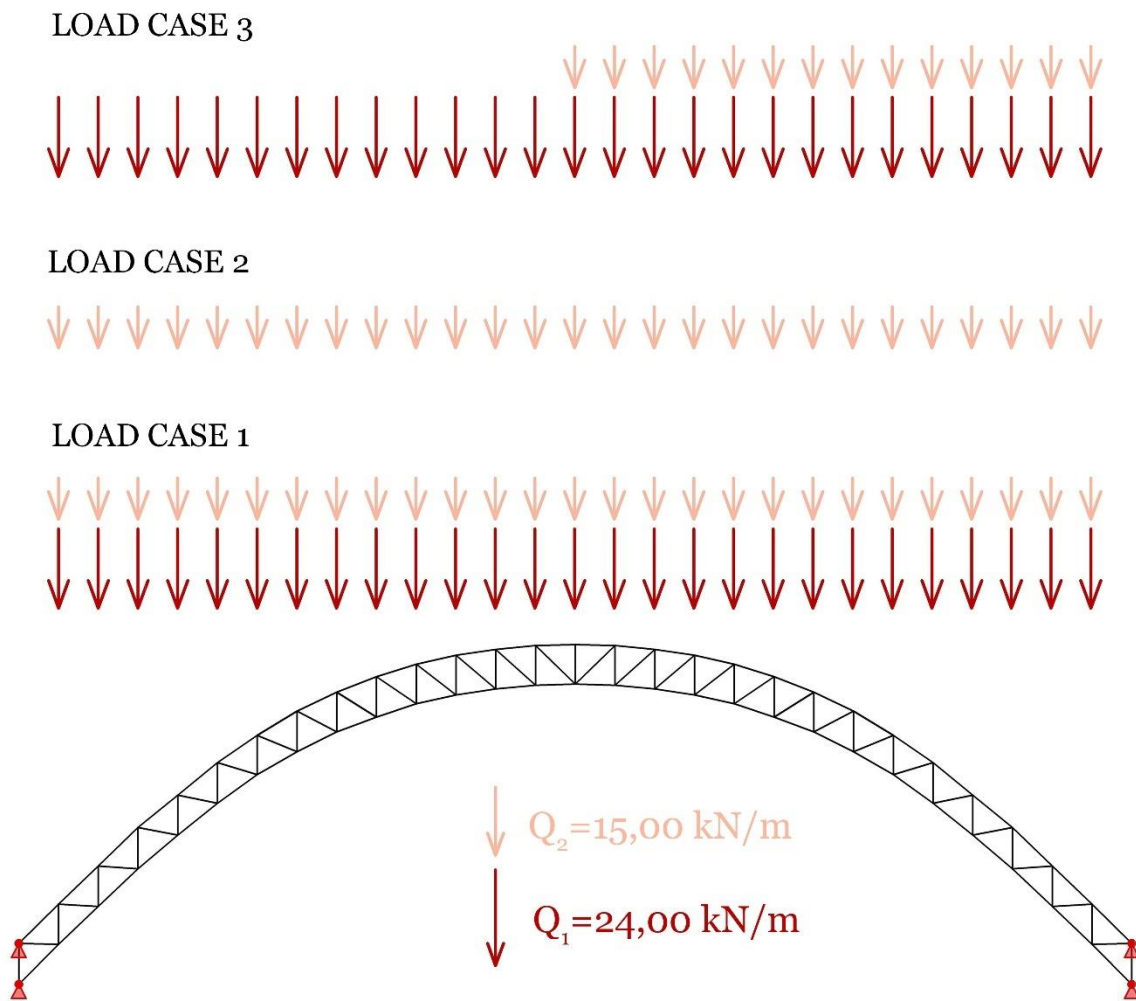 LOAD CASE 3
LOAD CASE 2
LOAD CASE 1
Q₂=15,00 kN/m
Q₁=24,00 kN/m